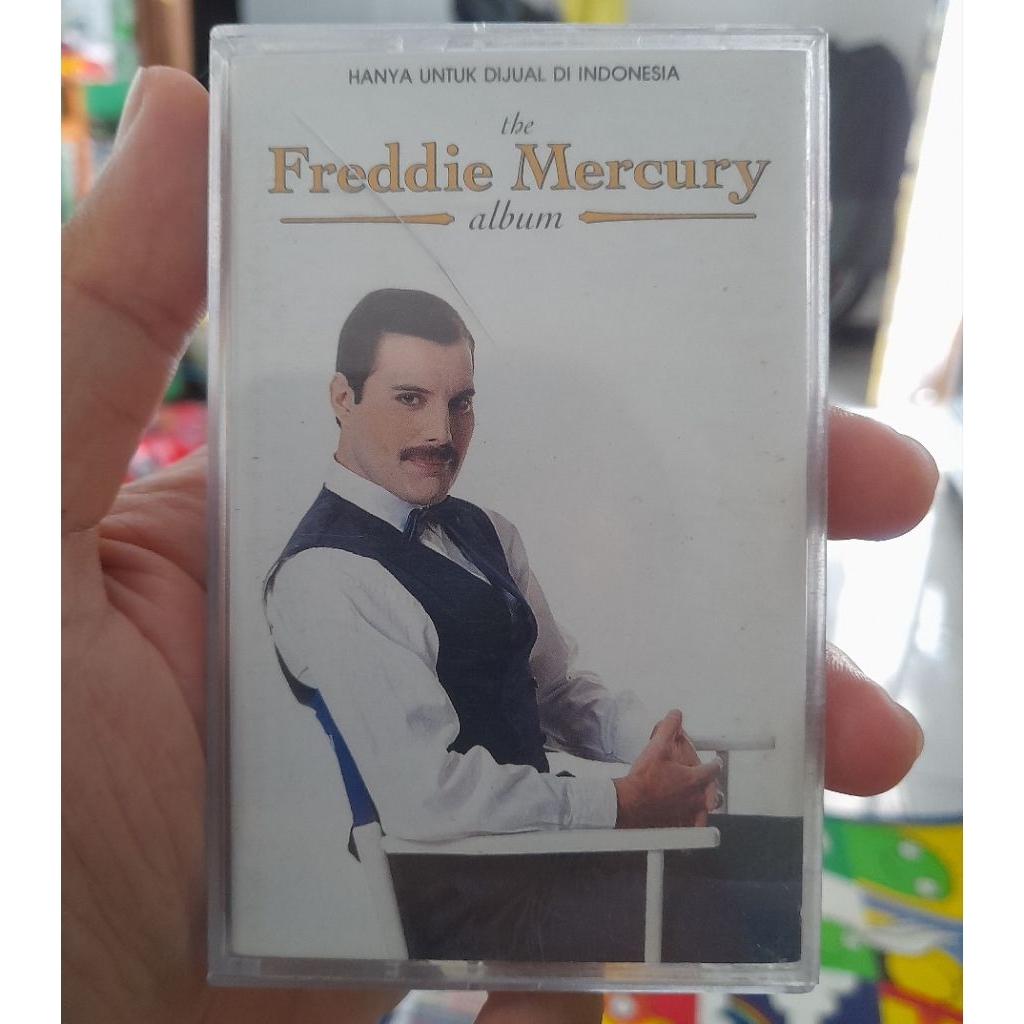 HANYA UNTUK DIJUAL DI INDONESIA
the
Freddie Mercury
album